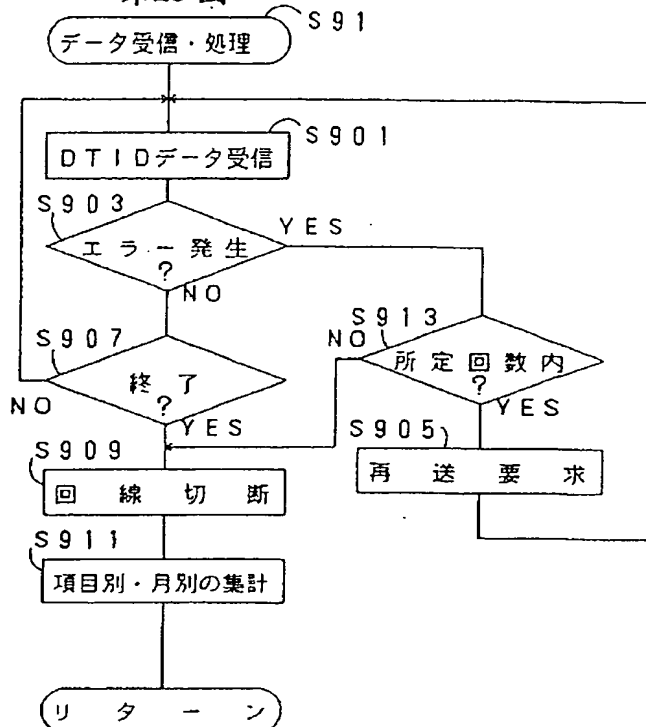 S91
データ受信・処理
S901
DTIDデータ受信
S903
エラー発生
?
YES
NO
S913
所定回数内
?
NO
YES
S907
終了
?
NO
YES
S905
再送要求
S909
回線切断
S911
項目別・月別の集計
リターン